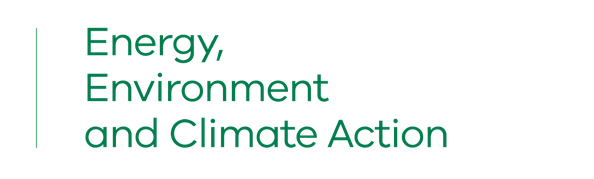 Energy,
Environment
and Climate Action